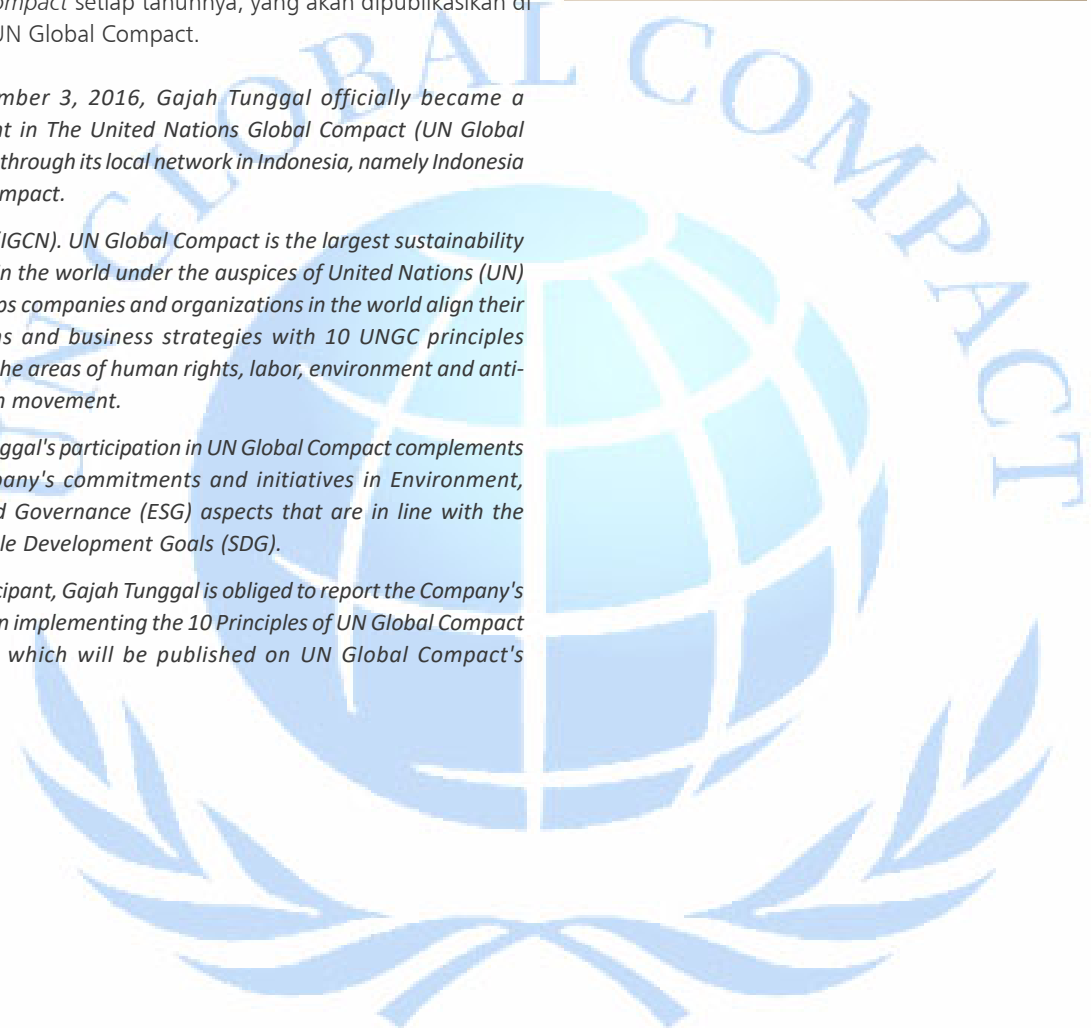 ompact setiap tahunnya, yang akan dipublikasikan di
UN Global Compact.
mber 3, 2016, Gajah Tunggal officially became a
nt in The United Nations Global Compact (UN Global
through its local network in Indonesia, namely Indonesia
mpact.
IGCN). UN Global Compact is the largest sustainability
in the world under the auspices of United Nations (UN)
ps companies and organizations in the world align their
ns and business strategies with 10 UNGC principles
he areas of human rights, labor, environment and anti-
n movement.
ggal's participation in UN Global Compact complements
pany's commitments and initiatives in Environment,
d Governance (ESG) aspects that are in line with the
le Development Goals (SDG).
cipant, Gajah Tunggal is obliged to report the Company's
n implementing the 10 Principles of UN Global Compact
which will be published on UN Global Compact's
UN GLOBAL COMPACT